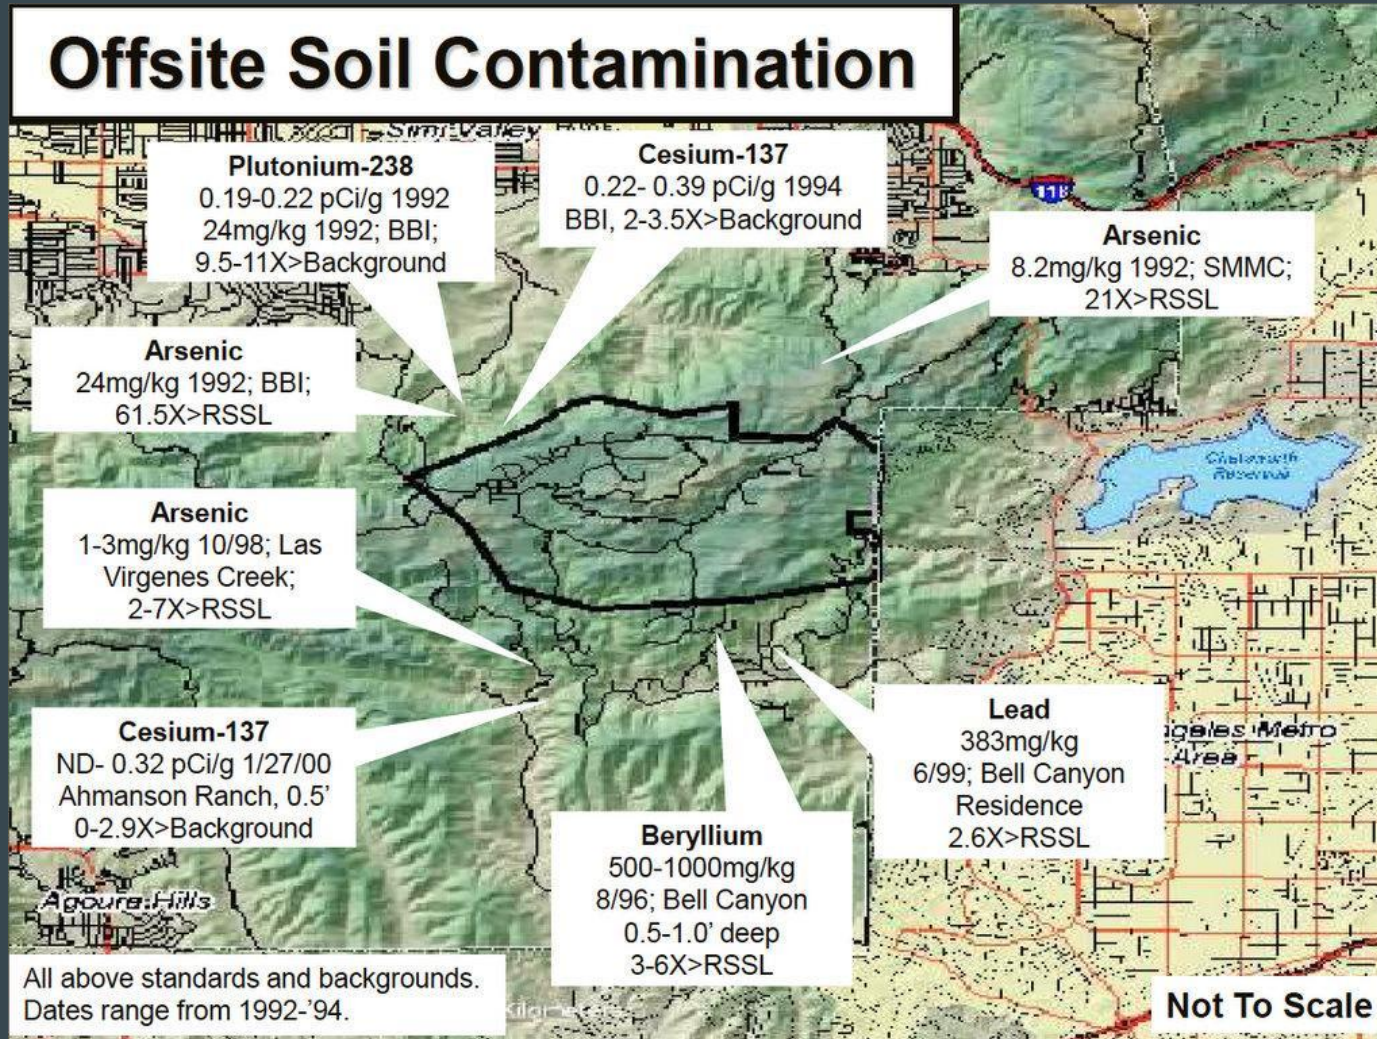 Offsite Soil Contamination
Simi Valley
Plutonium-238
0.19-0.22 pCi/g 1992
24mg/kg 1992; BBI;
9.5-11X>Background
Cesium-137
0.22- 0.39 pCi/g 1994
BBI, 2-3.5X>Background
118
Arsenic
8.2mg/kg 1992; SMMC;
21X>RSSL
Arsenic
24mg/kg 1992; BBI;
61.5X>RSSL
Chatsworth
Reservoir
Arsenic
1-3mg/kg 10/98; Las
Virgenes Creek;
2-7X>RSSL
Cesium-137
ND- 0.32 pCi/g 1/27/00
Ahmanson Ranch, 0.5’
0-2.9X>Background
Lead
383mg/kg
6/99; Bell Canyon
Residence
2.6X>RSSL
ngeles Metro
Area
Beryllium
500-1000mg/kg
8/96; Bell Canyon
0.5-1.0’ deep
3-6X>RSSL
Agoura Hills
All above standards and backgrounds.
Dates range from 1992-’94.
Kilometers
Not To Scale